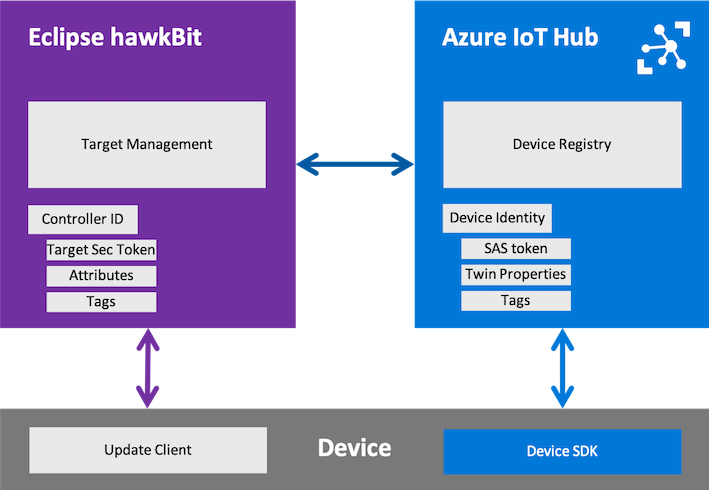 Eclipse hawkBit
Azure IoT Hub
Target Management
Device Registry
Controller ID
Target Sec Token
Attributes
Tags
Device Identity
SAS token
Twin Properties
Tags
Update Client
Device
Device SDK